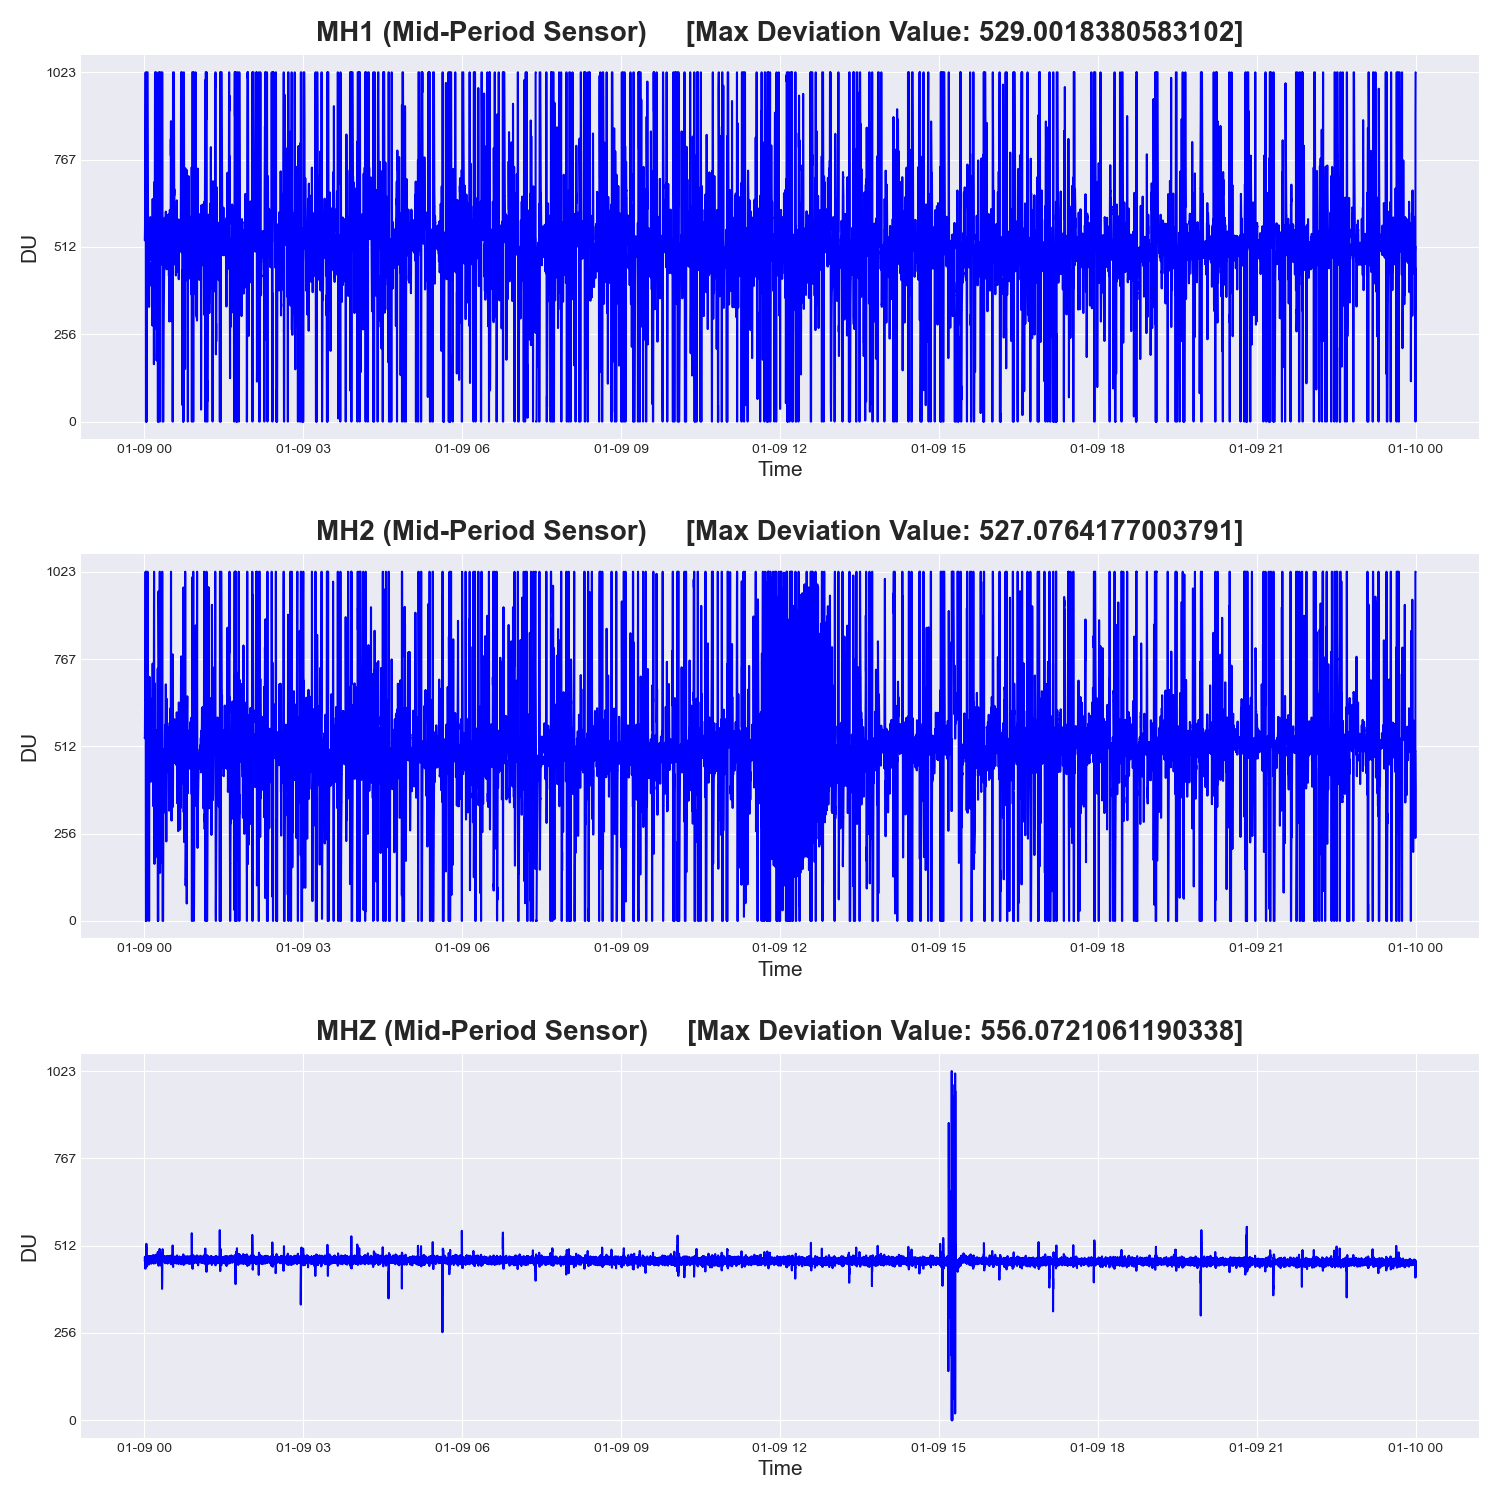 MH1 (Mid-Period Sensor) [Max Deviation Value: 529.0018380583102]
1023
767
512
256
0
DU
01-09 00 01-09 03 01-09 06 01-09 09 01-09 12 01-09 15 01-09 18 01-09 21 01-10 00
Time
MH2 (Mid-Period Sensor) [Max Deviation Value: 527.0764177003791]
1023
767
512
256
0
DU
01-09 00 01-09 03 01-09 06 01-09 09 01-09 12 01-09 15 01-09 18 01-09 21 01-10 00
Time
MHZ (Mid-Period Sensor) [Max Deviation Value: 556.0721061190338]
1023
767
512
256
0
DU
01-09 00 01-09 03 01-09 06 01-09 09 01-09 12 01-09 15 01-09 18 01-09 21 01-10 00
Time